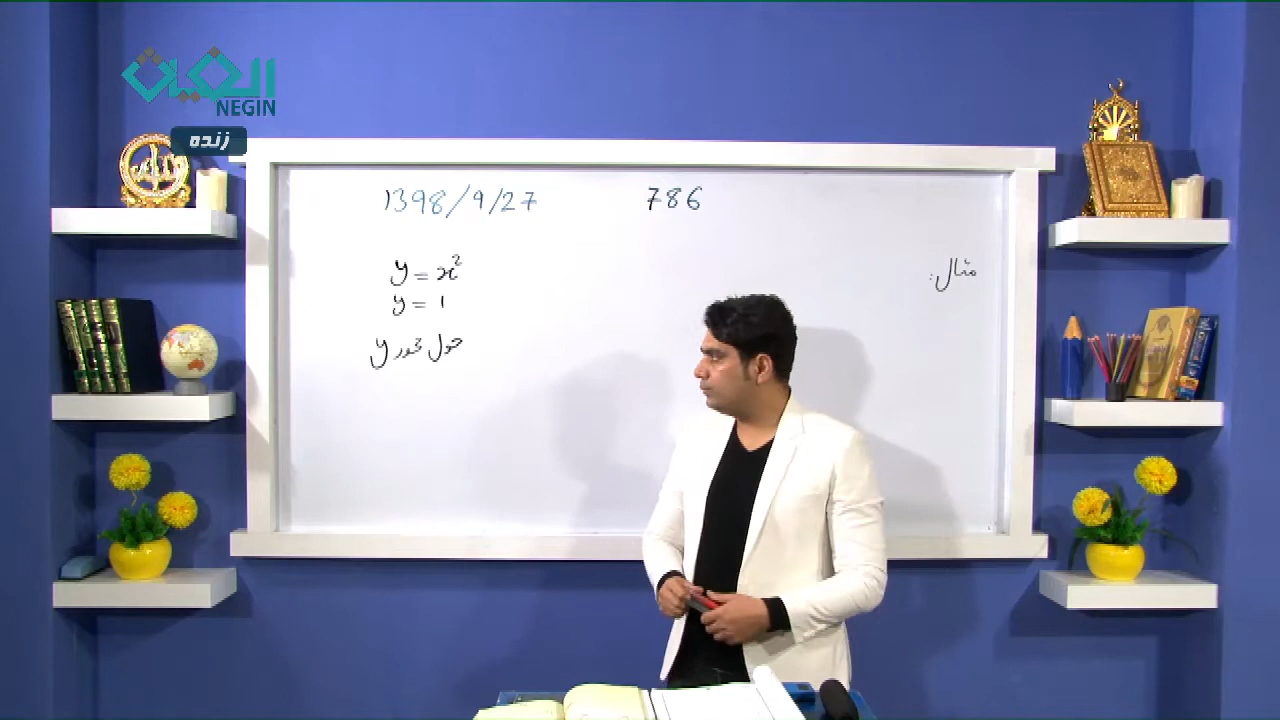 NEGIN
زنده
1398/9/27
786
مثال:
y = x²
y = 1
حول محور y